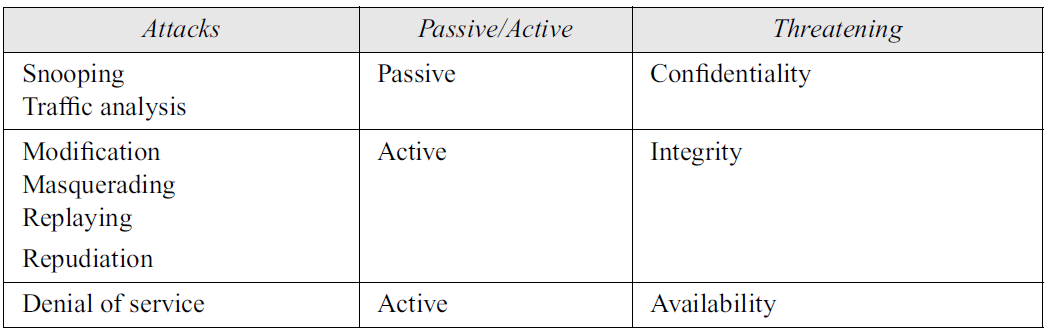 Attacks Passive/Active Threatening
Snooping Passive Confidentiality
Traffic analysis
Modification Active Integrity
Masquerading
Replaying
Repudiation
Denial of service Active Availability